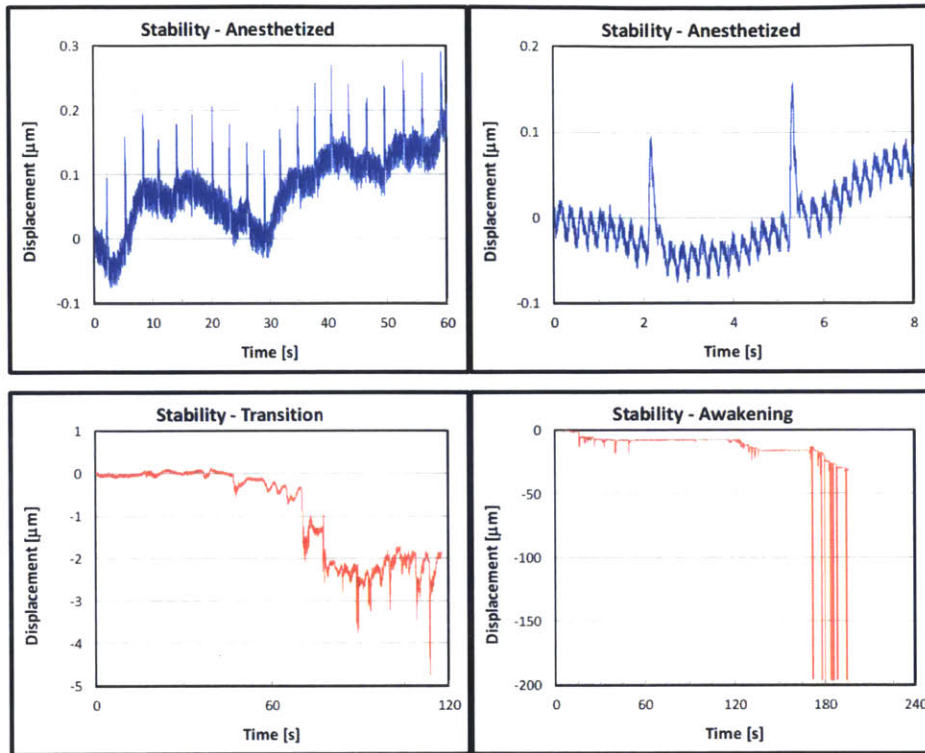 Stability - Anesthetized
Displacement [µm]
0.3
0.2
0.1
0
-0.1
0 10 20 30 40 50 60
Time [s]
Stability - Anesthetized
Displacement [µm]
0.2
0.1
0
-0.1
0 2 4 6 8
Time [s]
Stability - Transition
Displacement [µm]
1
0
-1
-2
-3
-4
-5
0 60 120
Time [s]
Stability - Awakening
Displacement [µm]
0
-50
-100
-150
-200
0 60 120 180 240
Time [s]